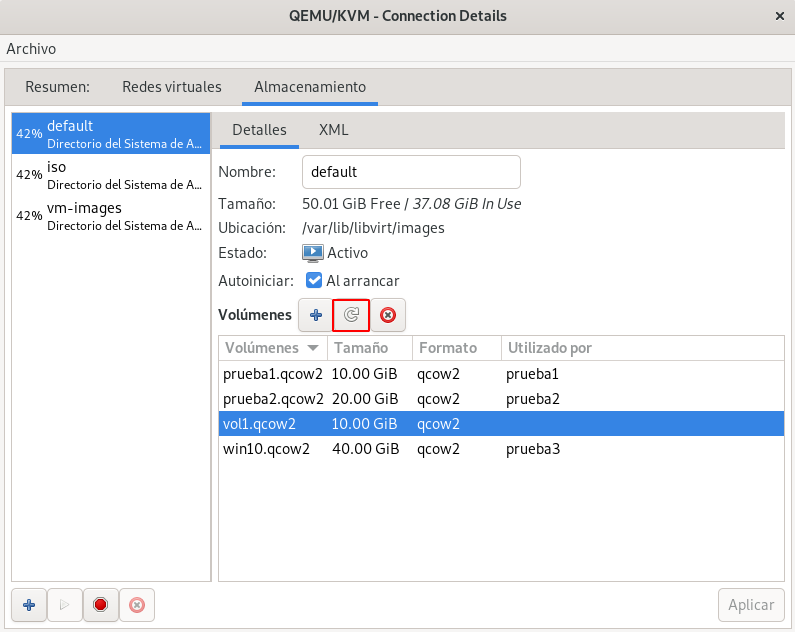 QEMU/KVM - Connection Details
Archivo
Resumen: Redes virtuales Almacenamiento
42% default
Directorio del Sistema de A...
42% iso
Directorio del Sistema de A...
42% vm-images
Directorio del Sistema de A...
Detalles XML
Nombre: default
Tamaño: 50.01 GiB Free / 37.08 GiB In Use
Ubicación: /var/lib/libvirt/images
Estado: Activo
Autoiniciar: Al arrancar
Volúmenes
Volúmenes Tamaño Formato Utilizado por
prueba1.qcow2 10.00 GiB qcow2 prueba1
prueba2.qcow2 20.00 GiB qcow2 prueba2
vol1.qcow2 10.00 GiB qcow2
win10.qcow2 40.00 GiB qcow2 prueba3
Aplicar